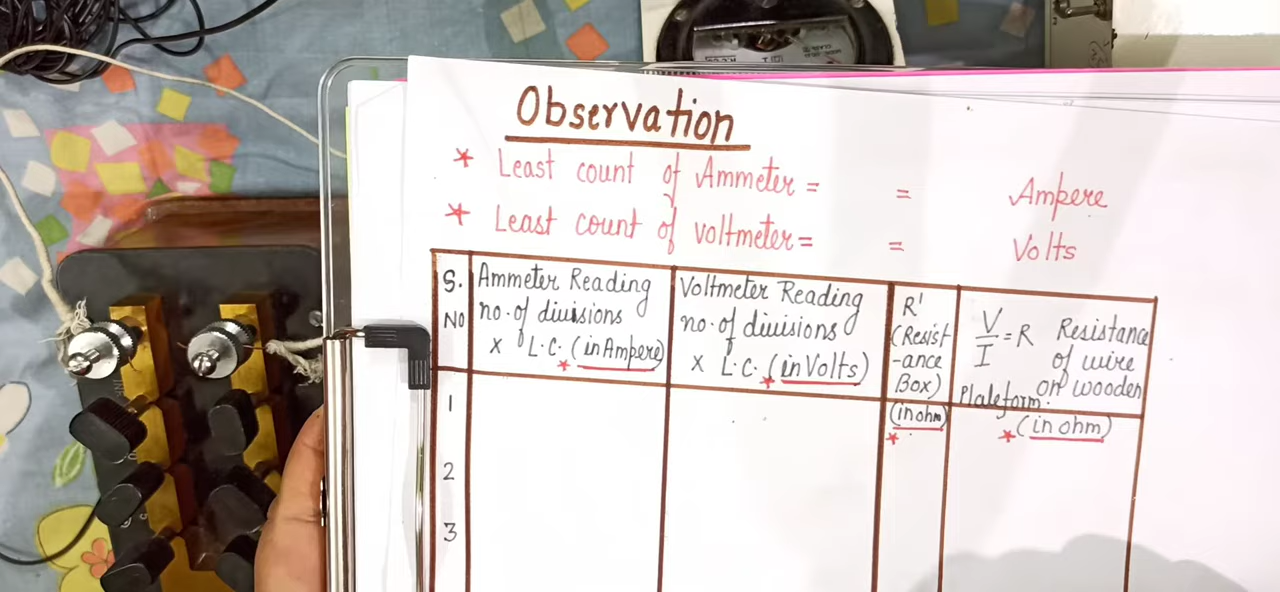 Observation
* Least count of Ammeter = = Ampere
* Least count of voltmeter = = Volts
S. No
Ammeter Reading
no. of divisions
x L.C. (in Ampere)
*
Voltmeter Reading
no. of divisions
x L.C. (in Volts)
*
R'
(Resist
-ance
Box)
(in ohm)
*
V/I = R Resistance
of wire
on wooden
Plateform.
* (in ohm)
1
2
3